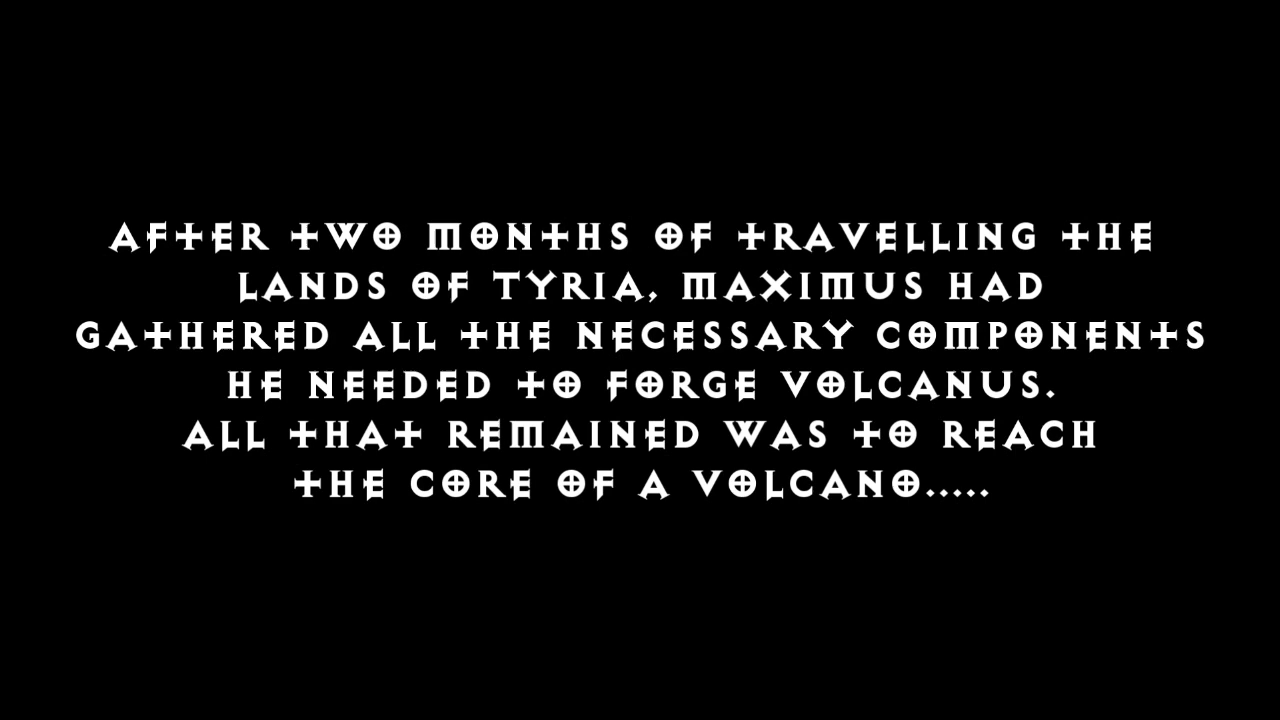 AFTER TWO MONTHS OF TRAVELLING THE
LANDS OF TYRIA, MAXIMUS HAD
GATHERED ALL THE NECESSARY COMPONENTS
HE NEEDED TO FORGE VOLCANUS.
ALL THAT REMAINED WAS TO REACH
THE CORE OF A VOLCANO.....